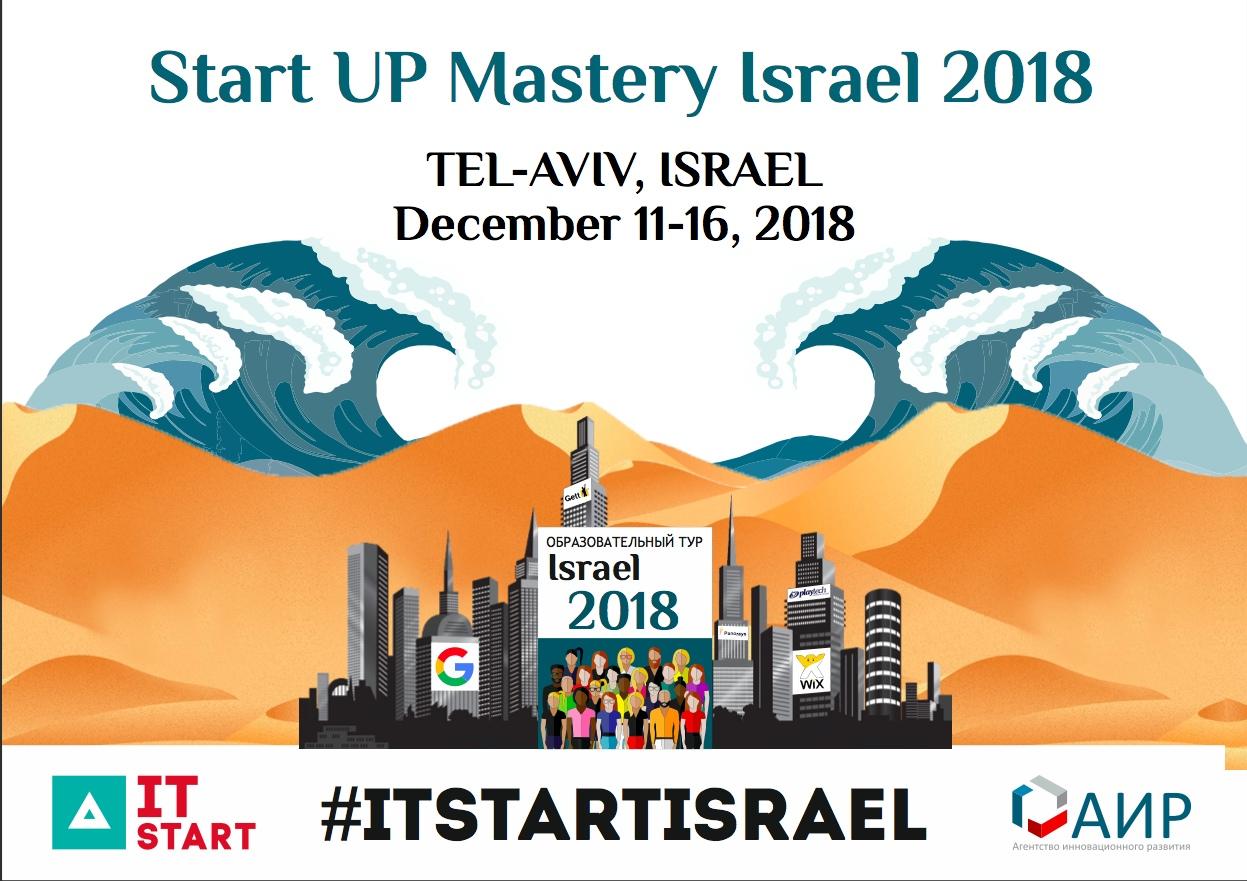 Start UP Mastery Israel 2018
TEL-AVIV, ISRAEL
December 11-16, 2018
Gett
ОБРАЗОВАТЕЛЬНЫЙ ТУР
Israel
2018
playtech
Panorays
G
WiX
IT
START
#ITSTARTISRAEL
АИР
Агентство инновационного развития